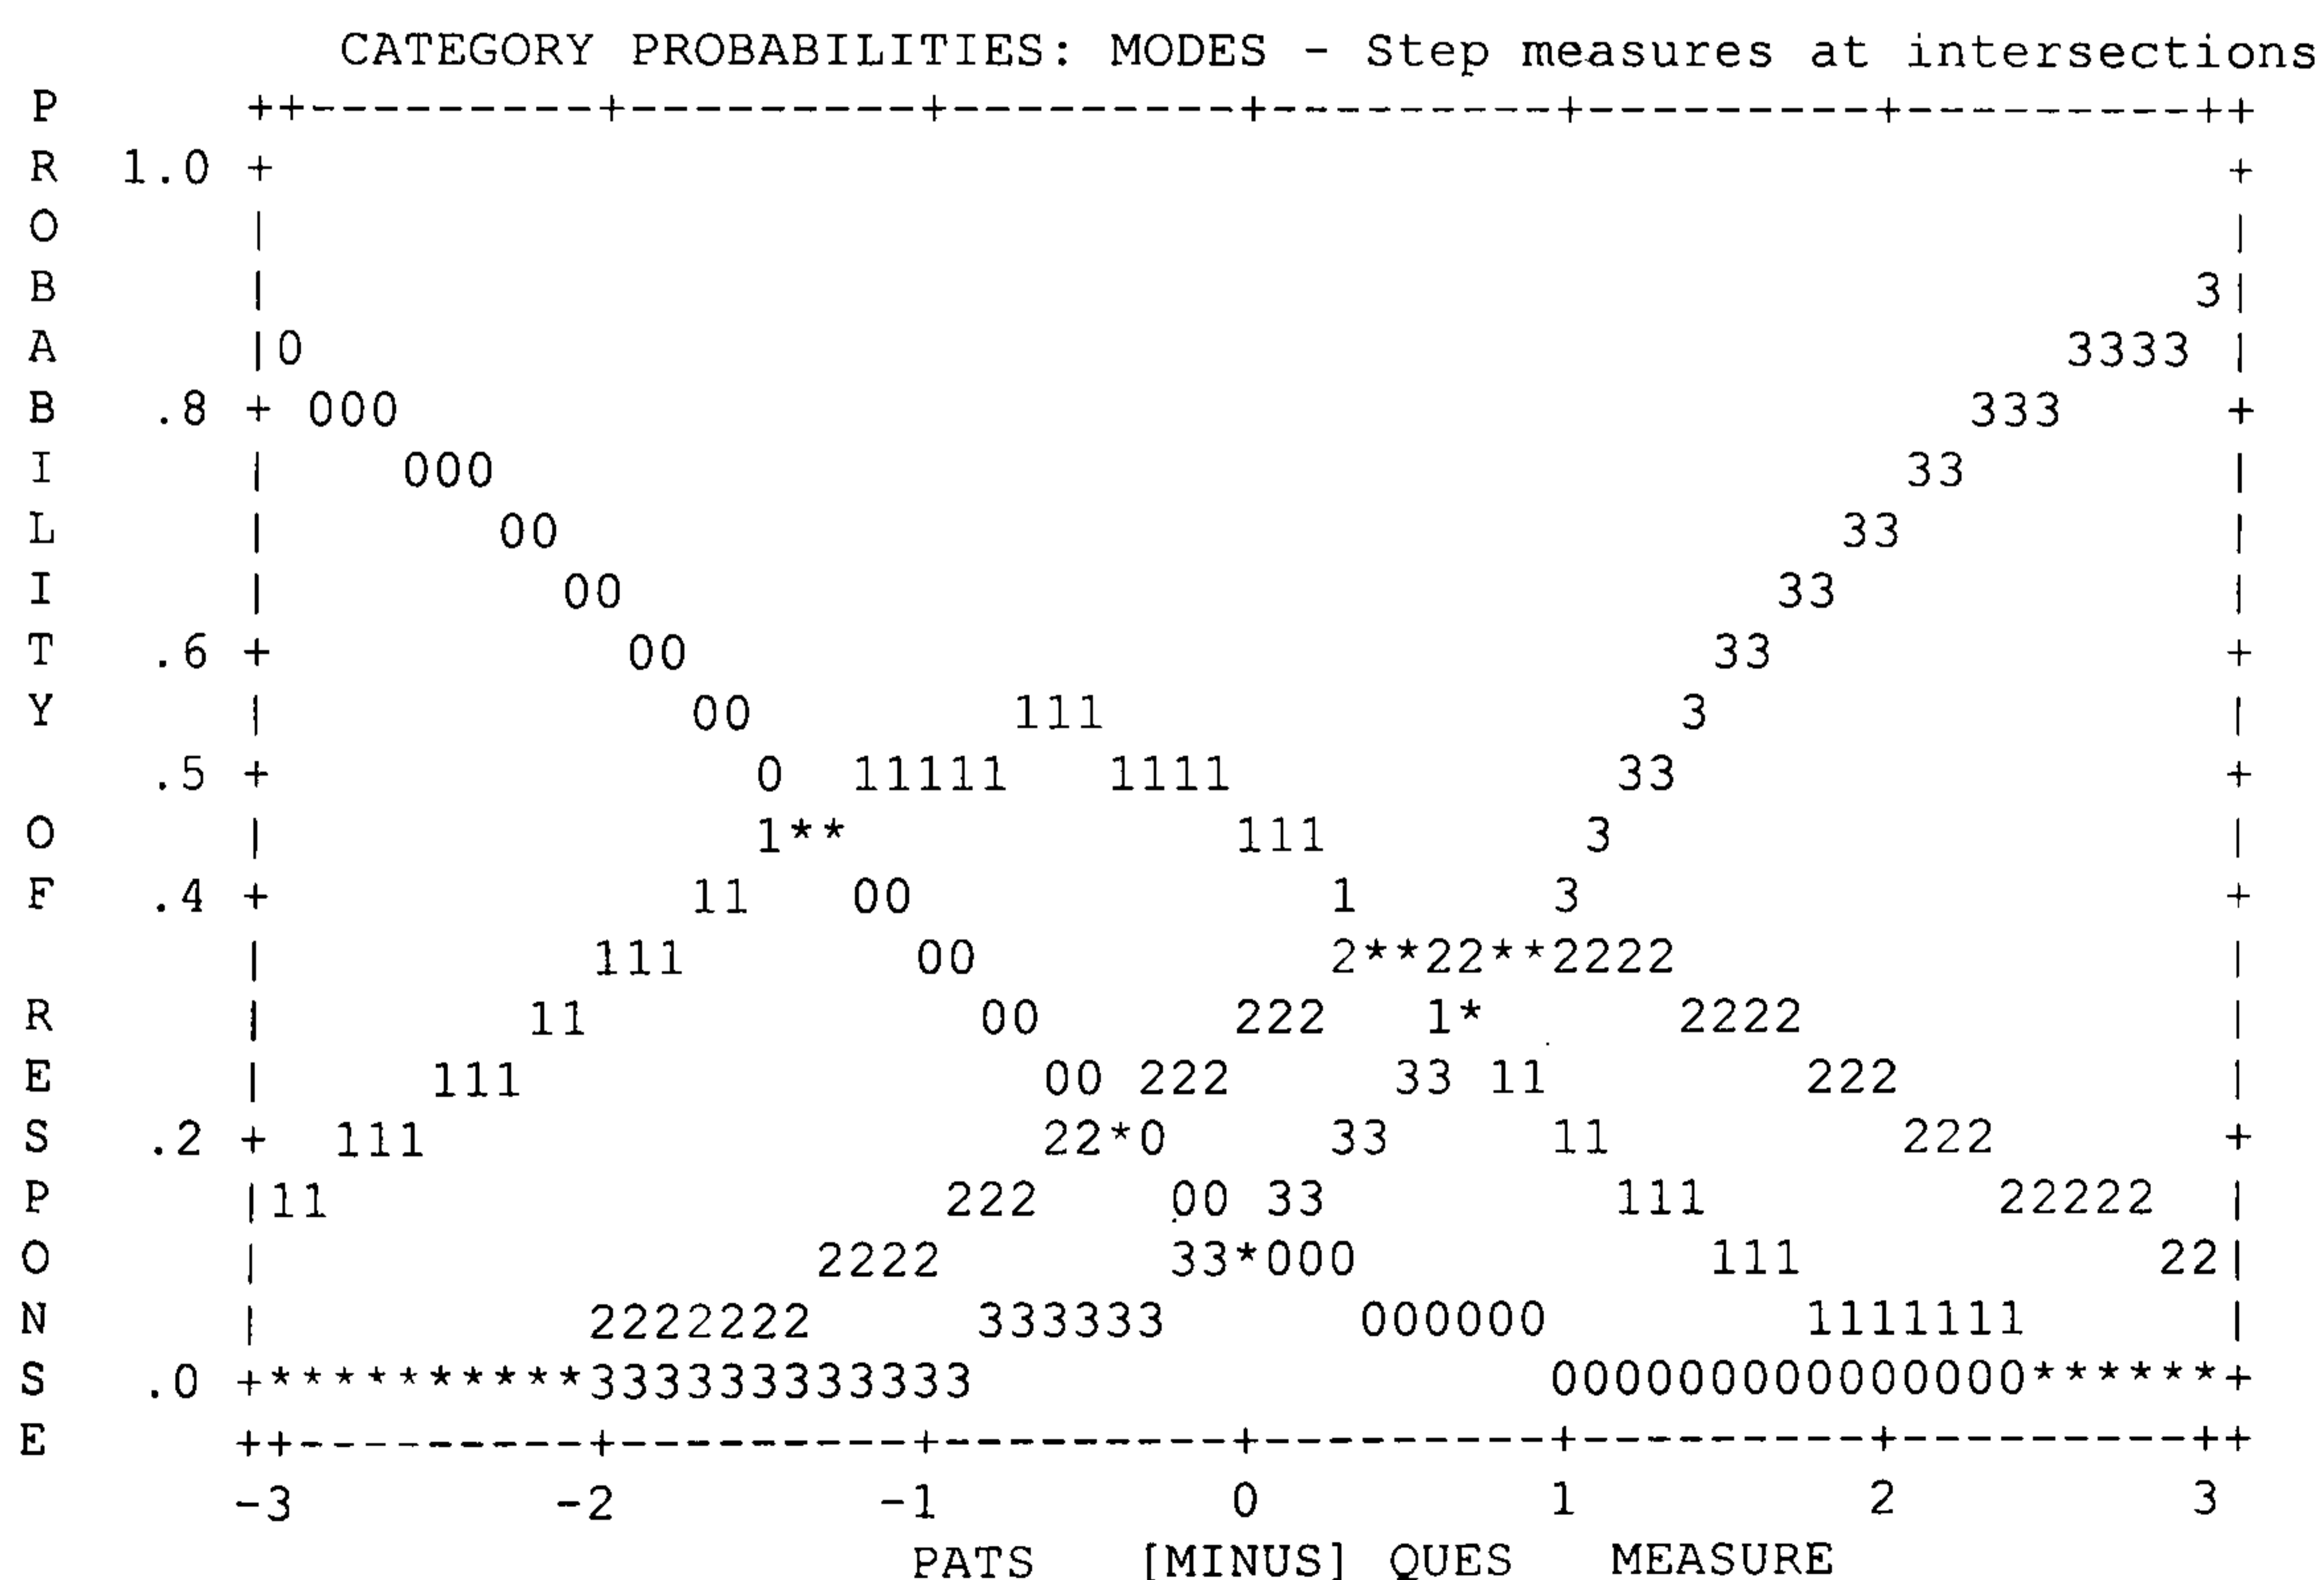 CATEGORY PROBABILITIES: MODES - Step measures at intersections
P      ++----------+---------+---------+---------+---------+---------++
R  1.0 +                                                             +
O      |                                                             |
B      |                                                            3|
A      |0                                                       3333 |
B   .8 + 000                                                 333     +
I      |    000                                            33        |
L      |       00                                        33          |
I      |         00                                    33            |
T   .6 +           00                                33              +
Y      |             00        111                  3                |
    .5 +               0  11111   1111            33                 +
O      |               1**            111        3                   |
F   .4 +             11   00             1      3                    +
       |          111       00           2**22**2222                 |
R      |        11            00      222   1*      2222             |
E      |     111                00 222     33 11        222          |
S   .2 +  111                   22*0     33     11         222       +
P      |11                   222    00 33         111         22222  |
O      |                 2222       33*000           111           22|
N      |          2222222     333333      000000        1111111      |
S   .0 +**********333333333333                  000000000000000******+
E      ++---------+---------+---------+---------+---------+---------++
-3 -2 -1 0 1 2 3
PATS [MINUS] QUES MEASURE